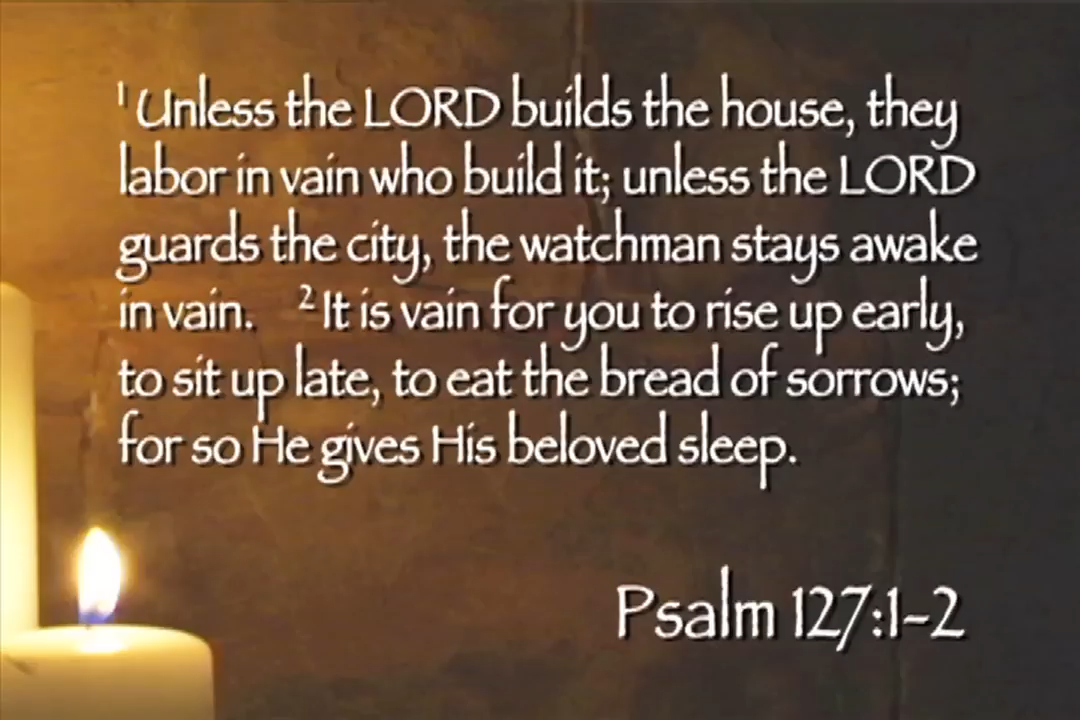 ¹ Unless the LORD builds the house, they
labor in vain who build it; unless the LORD
guards the city, the watchman stays awake
in vain. ² It is vain for you to rise up early,
to sit up late, to eat the bread of sorrows;
for so He gives His beloved sleep.
Psalm 127:1-2